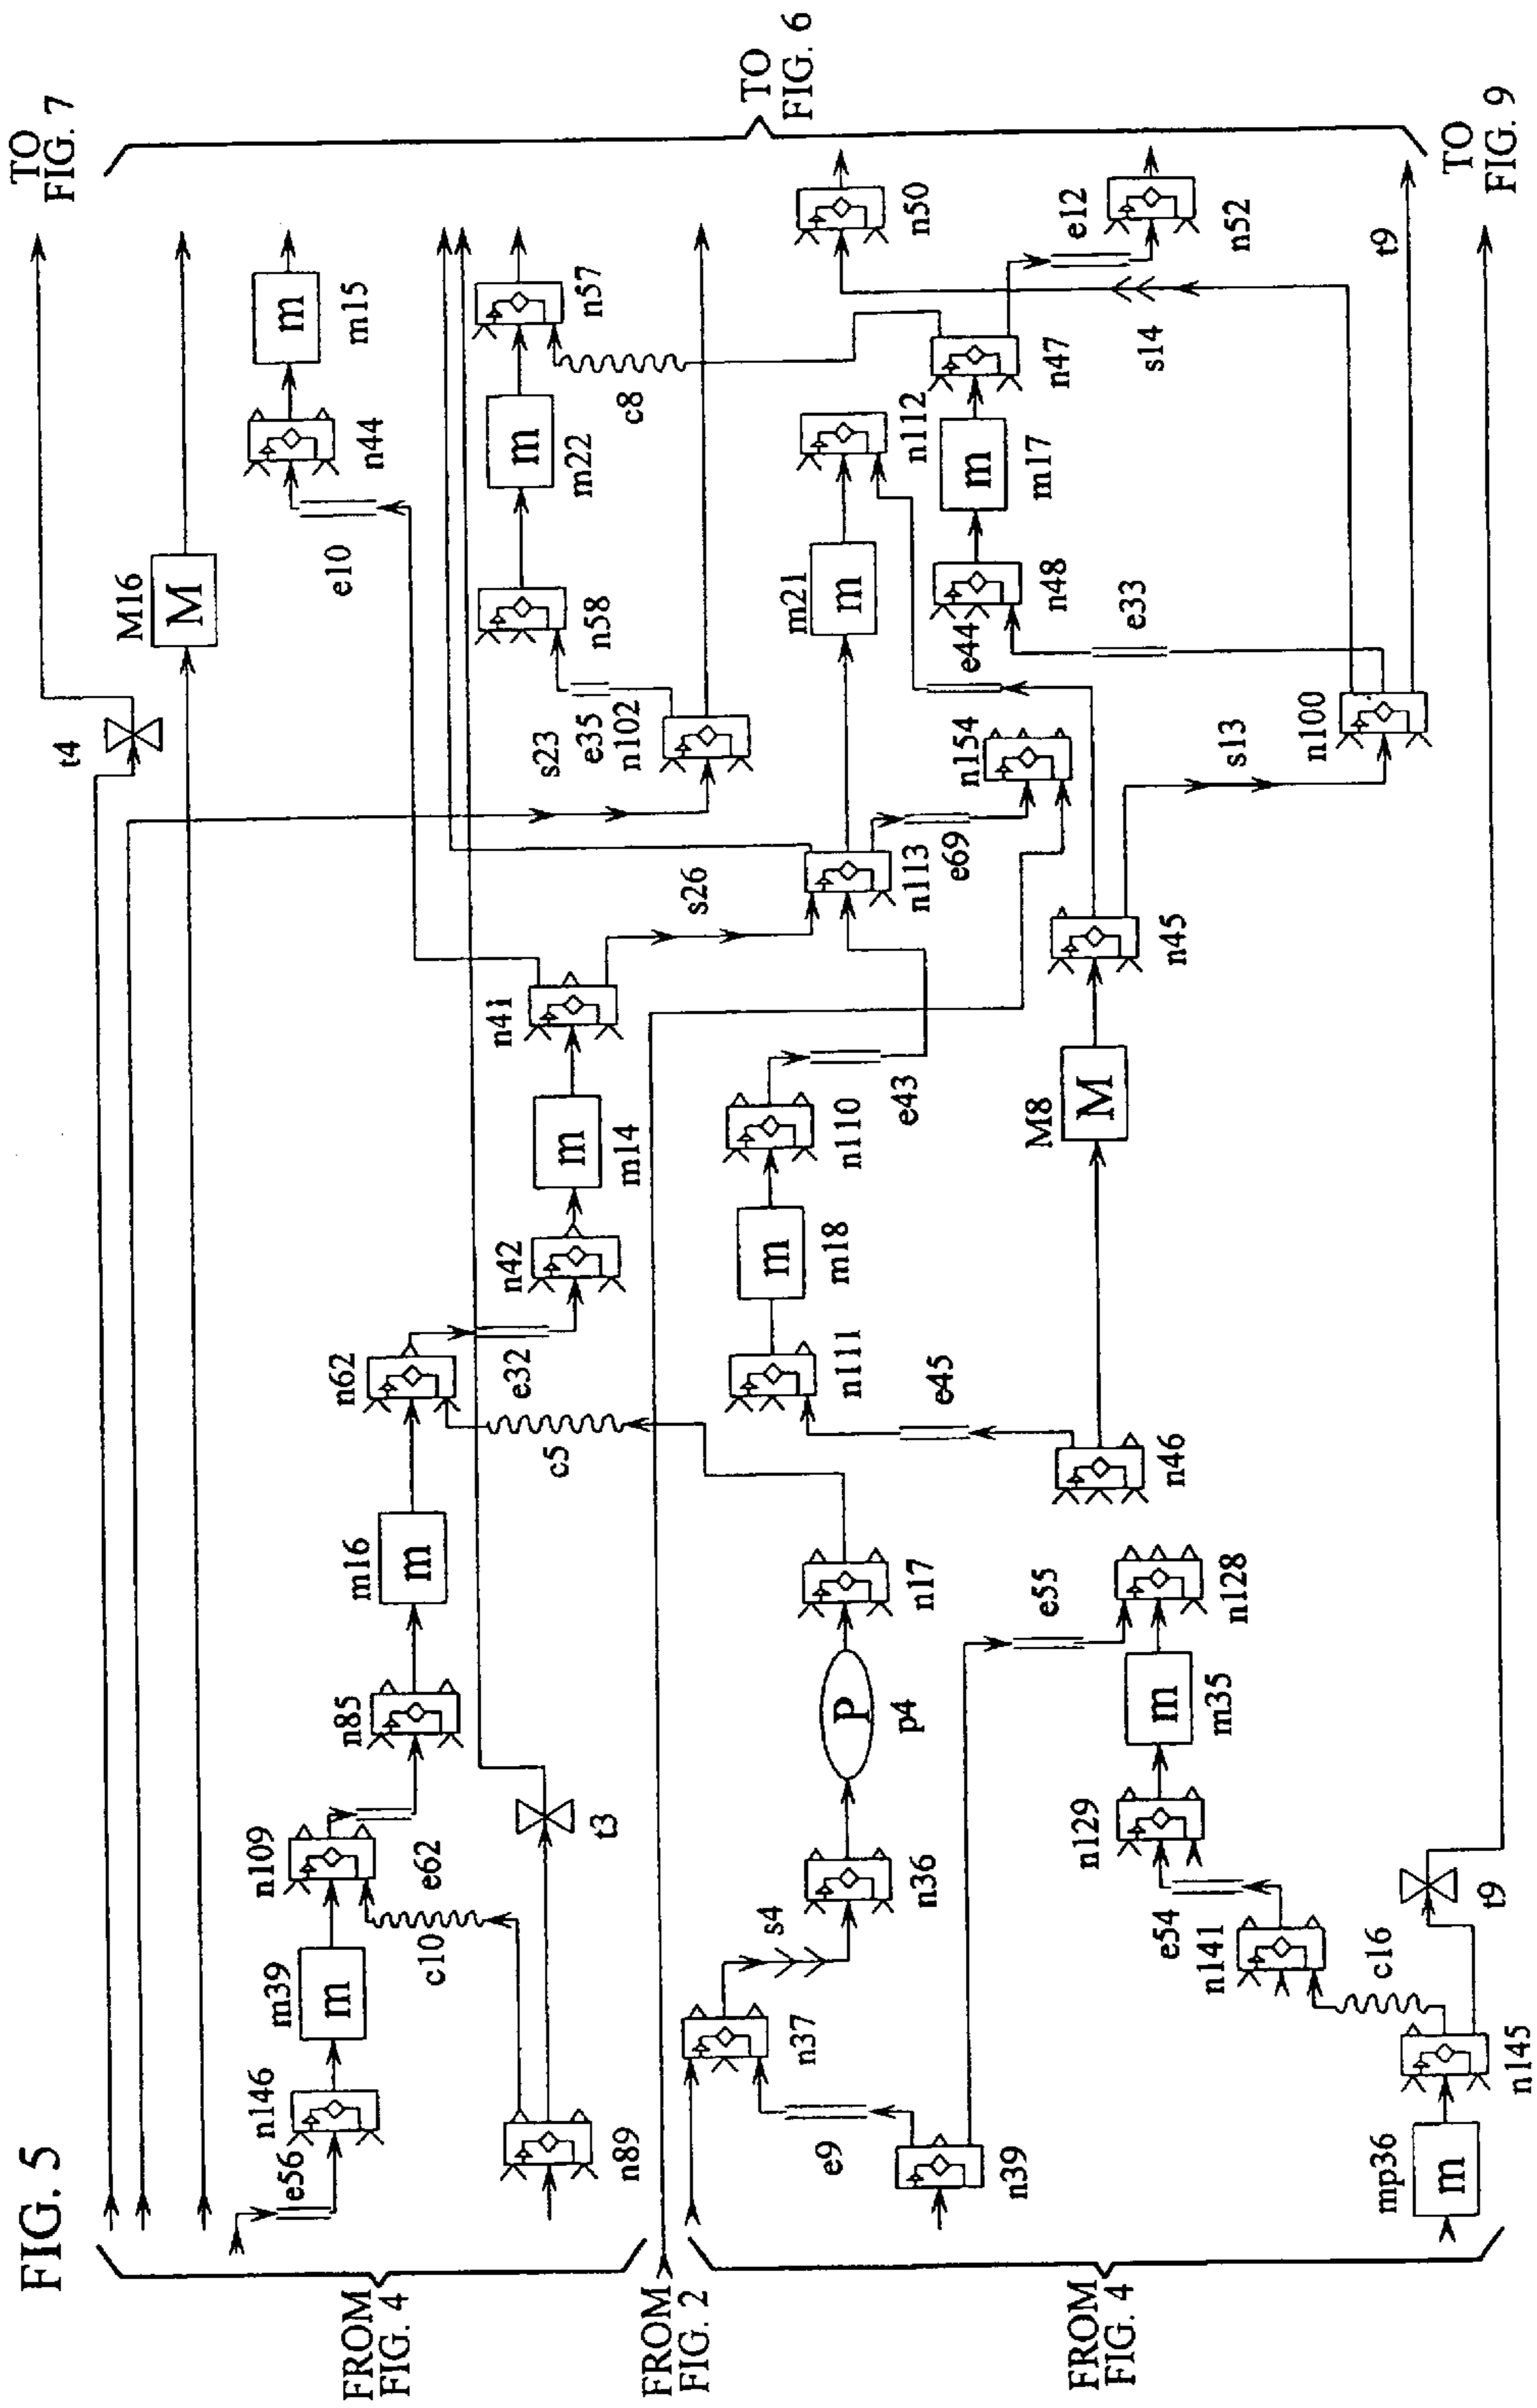 FIG. 5
TO
FIG. 7
t4
M16
M
e56
n146
m39
m
n109
e62
c10
n85
m16
m
n62
e32
c5
e10
n44
m
m15
FROM
FIG. 4
n89
t3
n42
m
m14
n41
s23
e35
n102
n58
m
m22
n57
c8
s26
FROM
FIG. 2
TO
FIG. 6
n37
s4
e9
n39
n36
P
p4
n17
n111
m
m18
n110
e43
e45
n46
n113
e69
m21
m
n112
n50
n154
e44
n48
m
m17
n47
e12
n52
e33
s14
M8
M
n45
s13
n100
t9
FROM
FIG. 4
e55
n128
m
m35
n129
e54
n141
c16
mp36
m
n145
t9
TO
FIG. 9